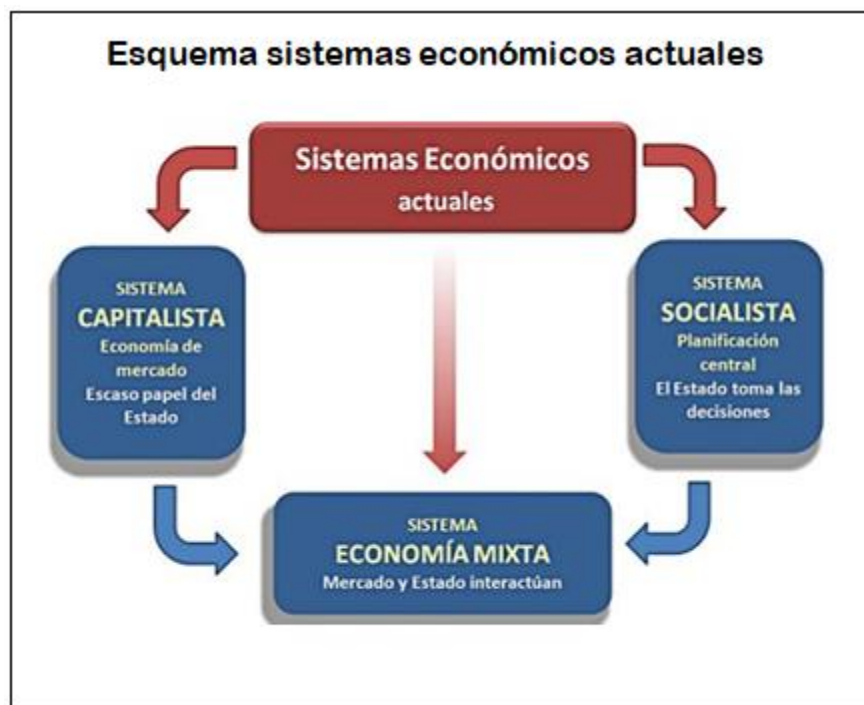 Esquema sistemas económicos actuales
Sistemas Económicos
actuales
SISTEMA
CAPITALISTA
Economía de
mercado
Escaso papel del
Estado
SISTEMA
SOCIALISTA
Planificación
central
El Estado toma las
decisiones
SISTEMA
ECONOMÍA MIXTA
Mercado y Estado interactúan